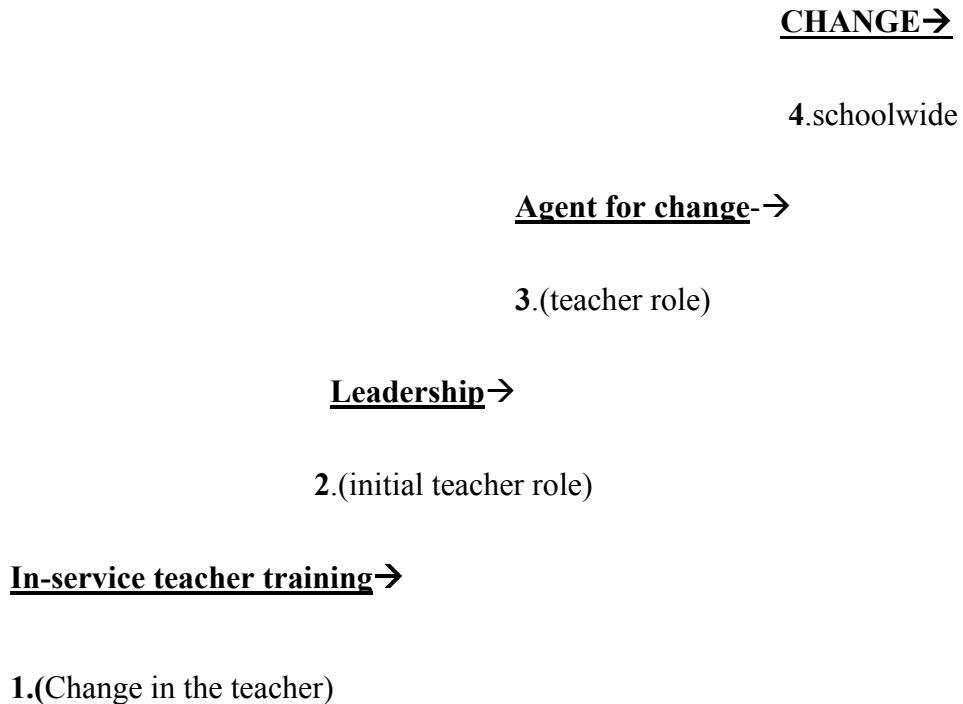 CHANGE→
4.schoolwide
Agent for change-→
3.(teacher role)
Leadership→
2.(initial teacher role)
In-service teacher training→
1.(Change in the teacher)